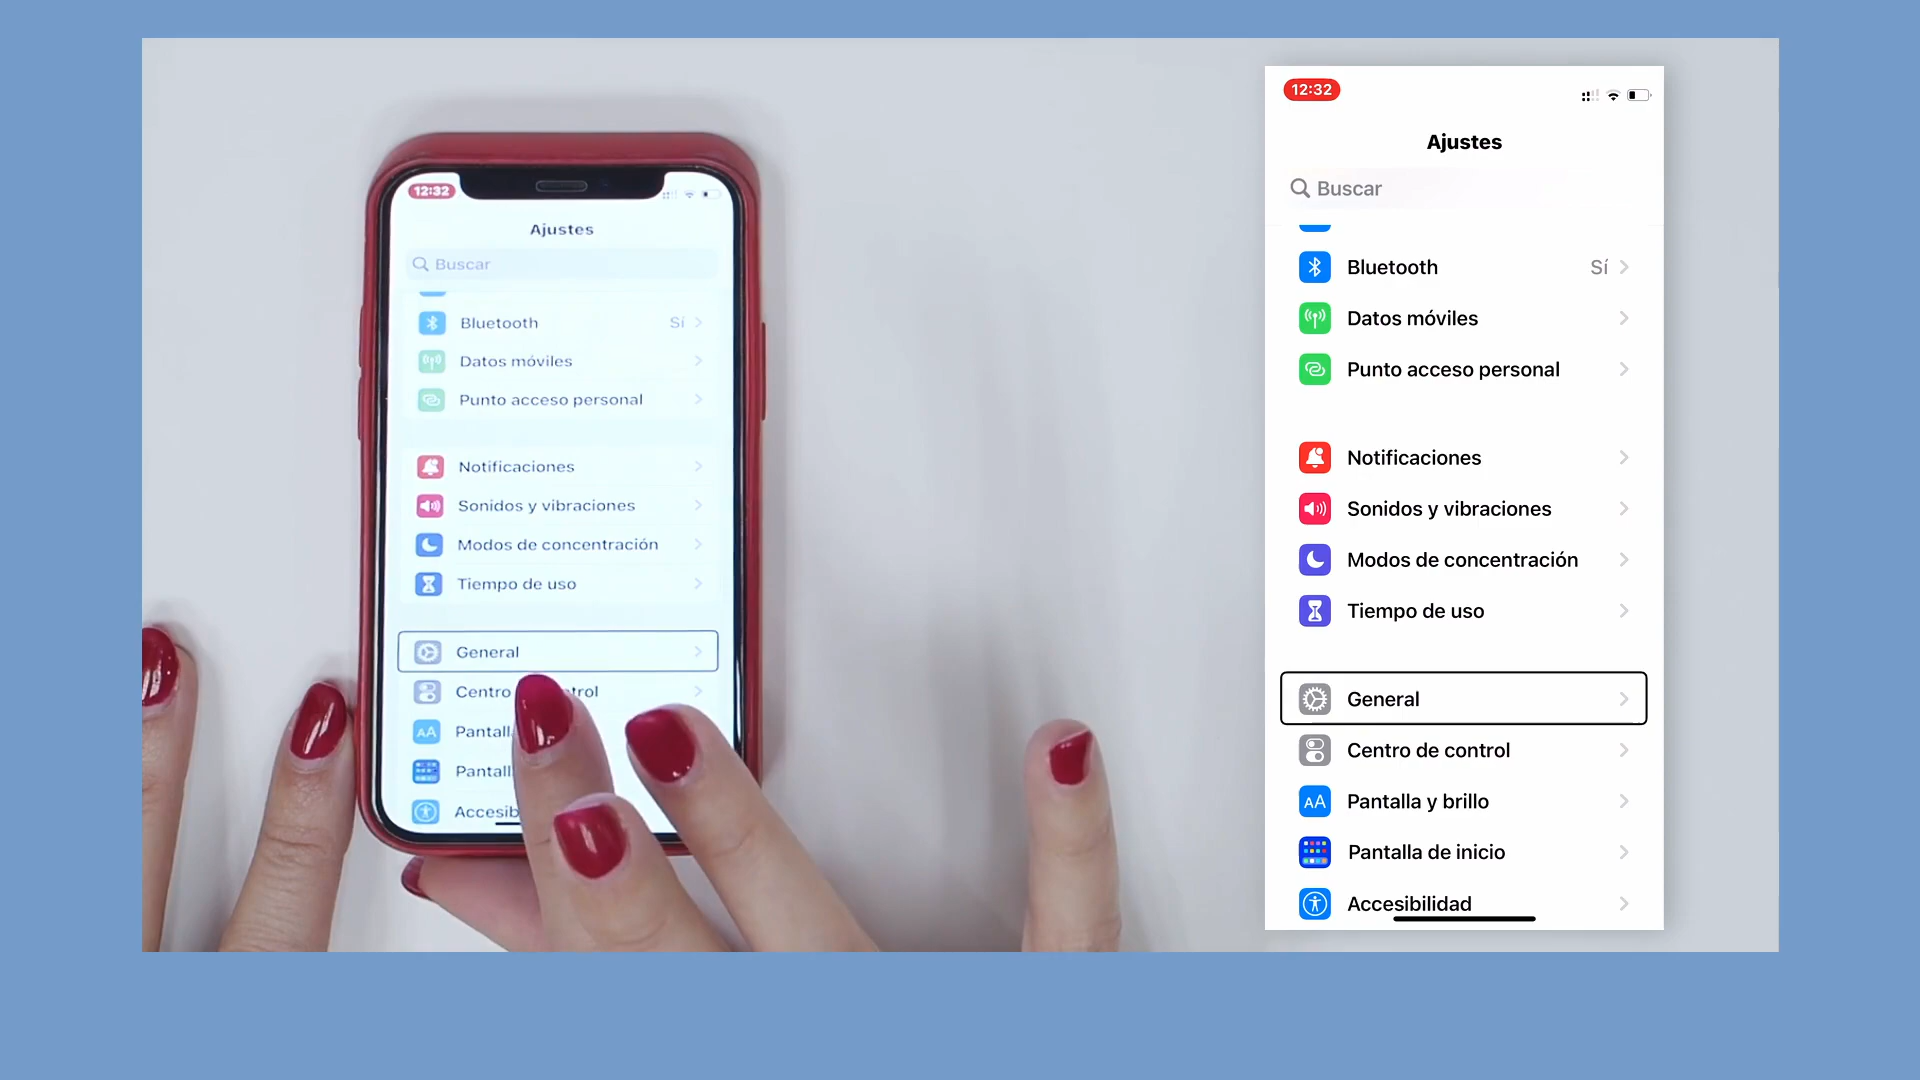 12:32
Ajustes
Buscar
Bluetooth Sí
Datos móviles
Punto acceso personal
Notificaciones
Sonidos y vibraciones
Modos de concentración
Tiempo de uso
General
Centro trol
AA Pantall
Pantall
Accesib
12:32
Ajustes
Buscar
Bluetooth Sí
Datos móviles
Punto acceso personal
Notificaciones
Sonidos y vibraciones
Modos de concentración
Tiempo de uso
General
Centro de control
AA Pantalla y brillo
Pantalla de inicio
Accesibilidad